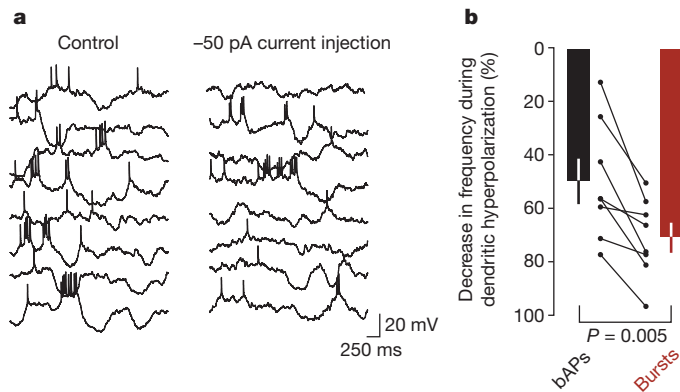 a
Control
–50 pA current injection
20 mV
250 ms
b
Decrease in frequency during
dendritic hyperpolarization (%)
0
20
40
60
80
100
P = 0.005
bAPs
Bursts